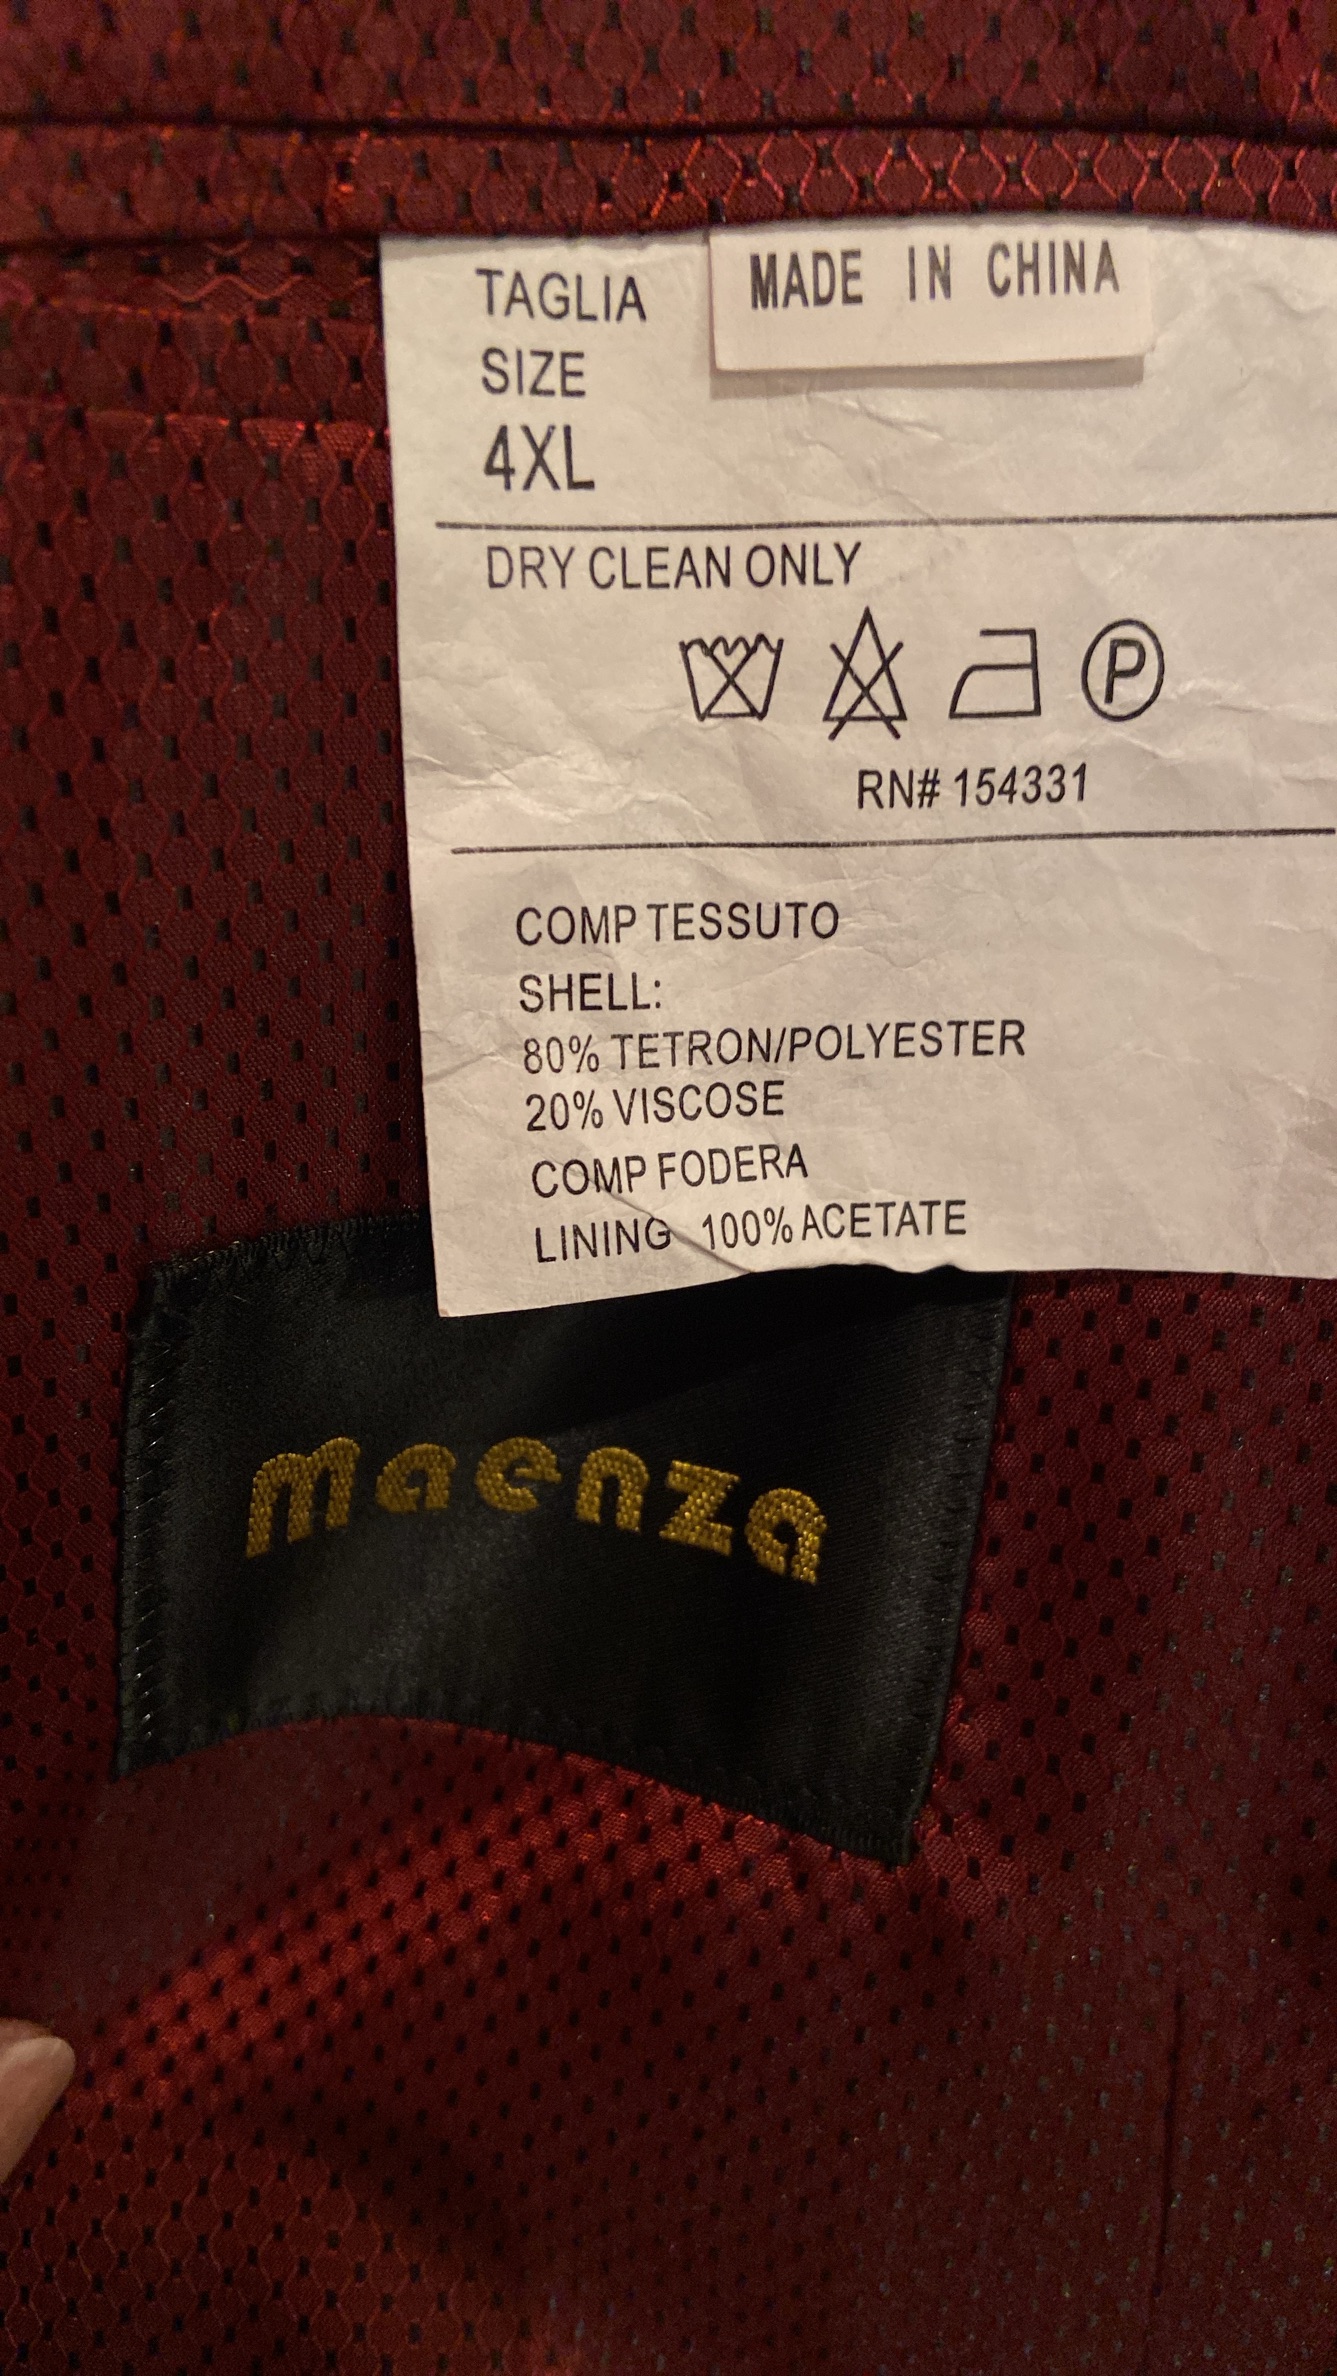 TAGLIA
MADE IN CHINA
SIZE
4XL
DRY CLEAN ONLY
P
RN# 154331
COMP TESSUTO
SHELL:
80% TETRON/POLYESTER
20% VISCOSE
COMP FODERA
LINING 100% ACETATE
maenza